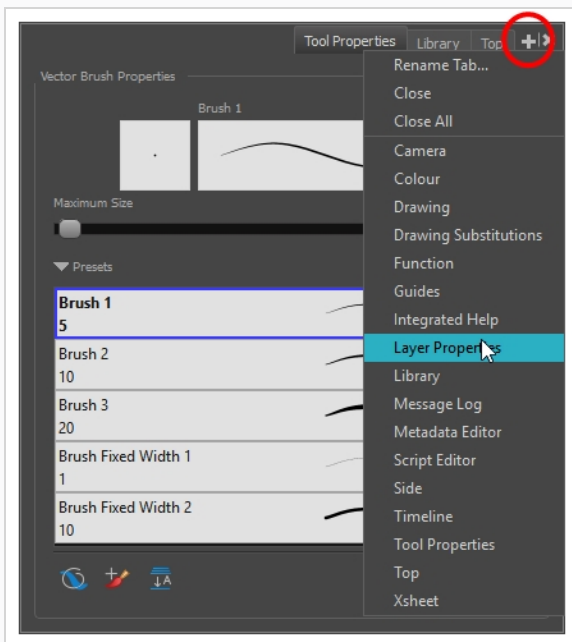 Tool Properties Library Top
Vector Brush Properties
Brush 1
Maximum Size
Presets
Brush 1
5
Brush 2
10
Brush 3
20
Brush Fixed Width 1
1
Brush Fixed Width 2
10
Rename Tab...
Close
Close All
Camera
Colour
Drawing
Drawing Substitutions
Function
Guides
Integrated Help
Layer Properties
Library
Message Log
Metadata Editor
Script Editor
Side
Timeline
Tool Properties
Top
Xsheet